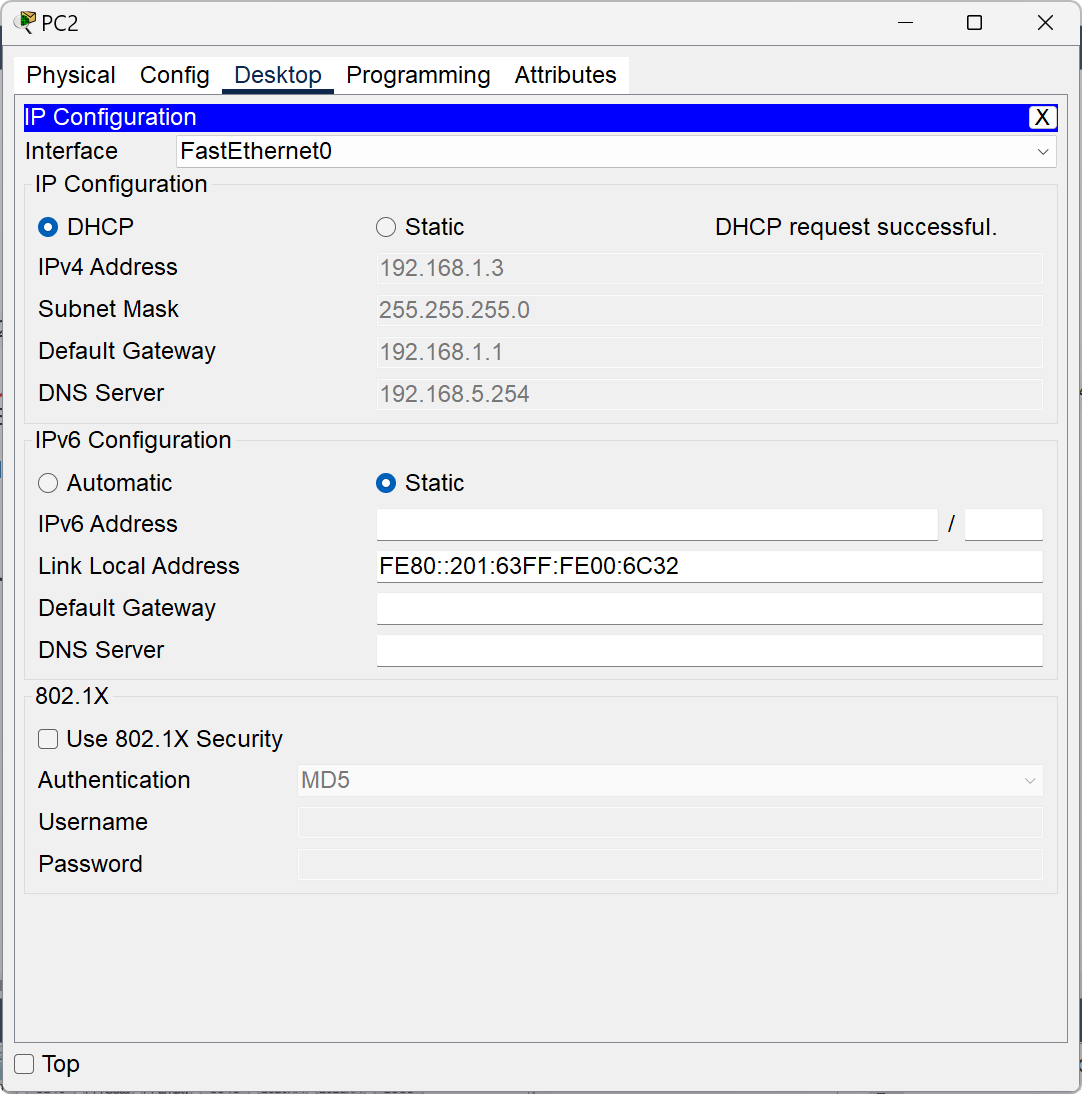 PC2
Physical Config Desktop Programming Attributes
IP Configuration X
Interface FastEthernet0
IP Configuration
DHCP Static DHCP request successful.
IPv4 Address 192.168.1.3
Subnet Mask 255.255.255.0
Default Gateway 192.168.1.1
DNS Server 192.168.5.254
IPv6 Configuration
Automatic Static
IPv6 Address /
Link Local Address FE80::201:63FF:FE00:6C32
Default Gateway
DNS Server
802.1X
Use 802.1X Security
Authentication MD5
Username
Password
Top